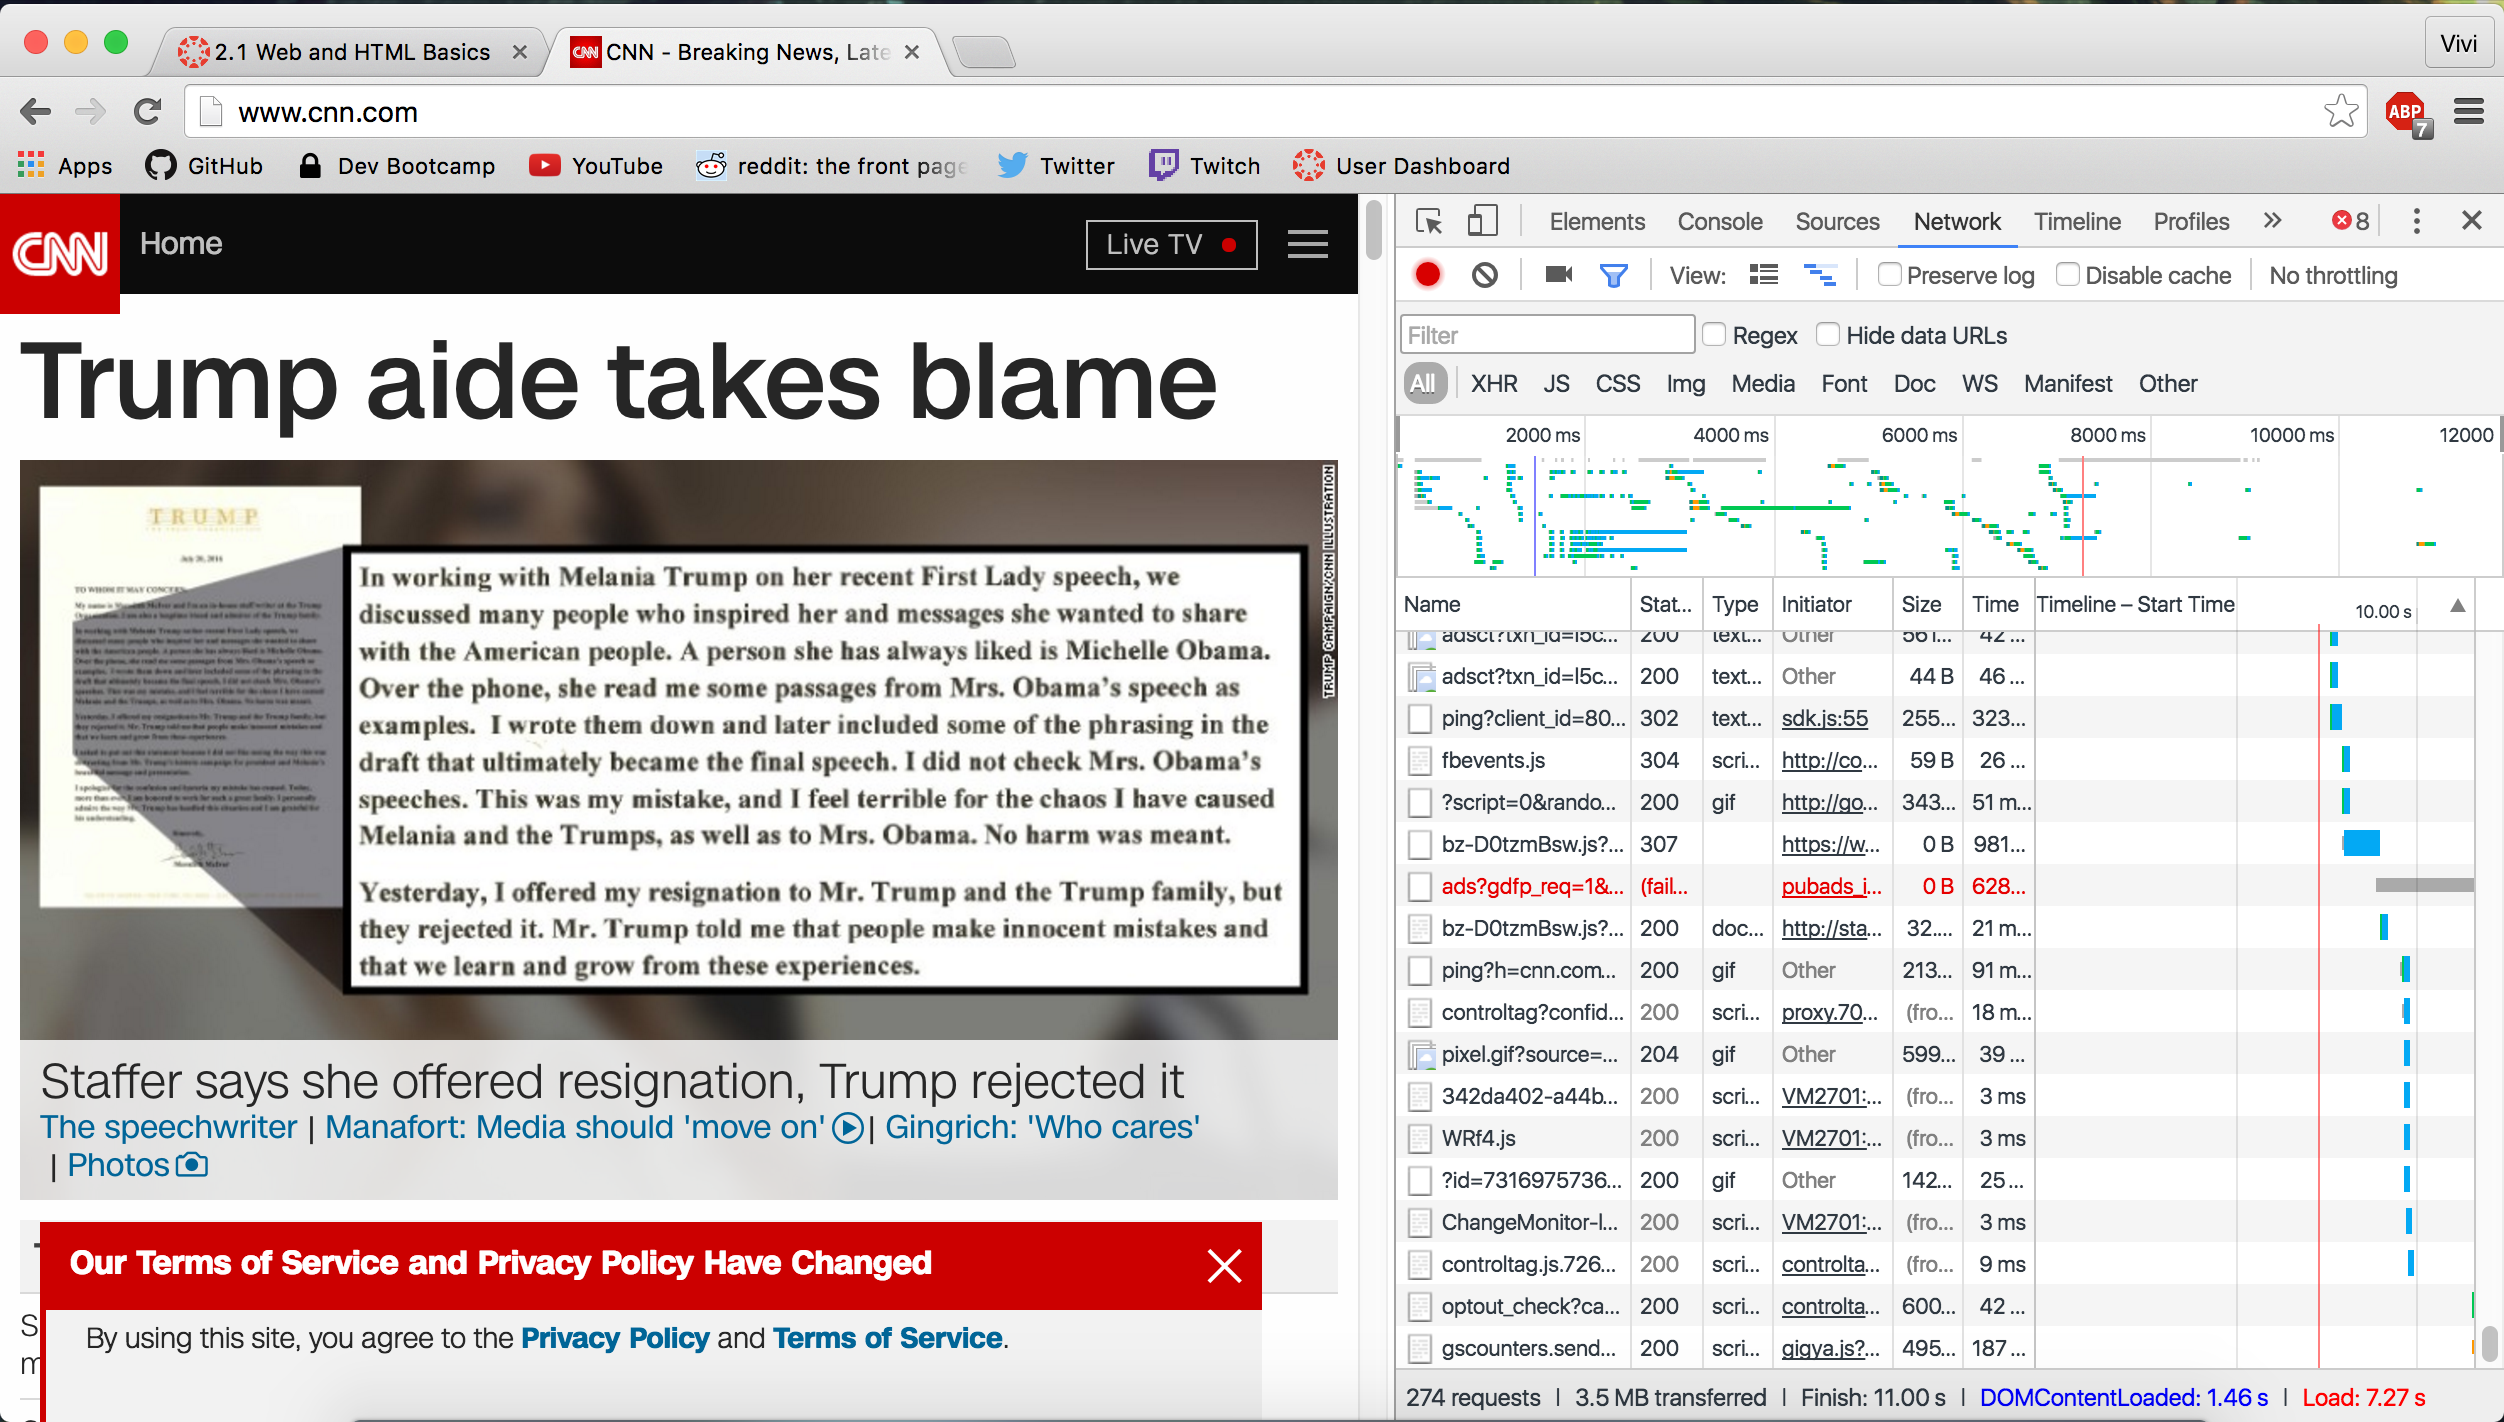 2.1 Web and HTML Basics
CNN CNN - Breaking News, Late
Vivi
www.cnn.com
ABP 7
Apps GitHub Dev Bootcamp YouTube reddit: the front page Twitter Twitch User Dashboard
CNN Home Live TV
Trump aide takes blame
TRUMP
July 20, 2016
TO WHOM IT MAY CONCERN
TRUMP CAMPAIGN/CNN ILLUSTRATION
In working with Melania Trump on her recent First Lady speech, we
discussed many people who inspired her and messages she wanted to share
with the American people. A person she has always liked is Michelle Obama.
Over the phone, she read me some passages from Mrs. Obama's speech as
examples. I wrote them down and later included some of the phrasing in the
draft that ultimately became the final speech. I did not check Mrs. Obama's
speeches. This was my mistake, and I feel terrible for the chaos I have caused
Melania and the Trumps, as well as to Mrs. Obama. No harm was meant.
Yesterday, I offered my resignation to Mr. Trump and the Trump family, but
they rejected it. Mr. Trump told me that people make innocent mistakes and
that we learn and grow from these experiences.
Staffer says she offered resignation, Trump rejected it
The speechwriter | Manafort: Media should 'move on' | Gingrich: 'Who cares'
| Photos
Our Terms of Service and Privacy Policy Have Changed
By using this site, you agree to the Privacy Policy and Terms of Service.
Elements Console Sources Network Timeline Profiles 8
View: Preserve log Disable cache No throttling
Filter Regex Hide data URLs
All XHR JS CSS Img Media Font Doc WS Manifest Other
2000 ms 4000 ms 6000 ms 8000 ms 10000 ms 12000
Name Stat... Type Initiator Size Time Timeline – Start Time 10.00 s
adsct?txn_id=l5c... 200 text... Other 561... 42 ...
adsct?txn_id=l5c... 200 text... Other 44 B 46 ...
ping?client_id=80... 302 text... sdk.js:55 255... 323...
fbevents.js 304 scri... http://co... 59 B 26 ...
?script=0&rando... 200 gif http://go... 343... 51 m...
bz-D0tzmBsw.js?... 307 https://w... 0 B 981...
ads?gdfp_req=1&... (fail... pubads_i... 0 B 628...
bz-D0tzmBsw.js?... 200 doc... http://sta... 32.... 21 m...
ping?h=cnn.com... 200 gif Other 213... 91 m...
controltag?confid... 200 scri... proxy.70... (fro... 18 m...
pixel.gif?source=... 204 gif Other 599... 39 ...
342da402-a44b... 200 scri... VM2701:... (fro... 3 ms
WRf4.js 200 scri... VM2701:... (fro... 3 ms
?id=7316975736... 200 gif Other 142... 25 ...
ChangeMonitor-l... 200 scri... VM2701:... (fro... 3 ms
controltag.js.726... 200 scri... controlta... (fro... 9 ms
optout_check?ca... 200 scri... controlta... 600... 42 ...
gscounters.send... 200 scri... gigya.js?... 495... 187 ...
274 requests | 3.5 MB transferred | Finish: 11.00 s | DOMContentLoaded: 1.46 s | Load: 7.27 s